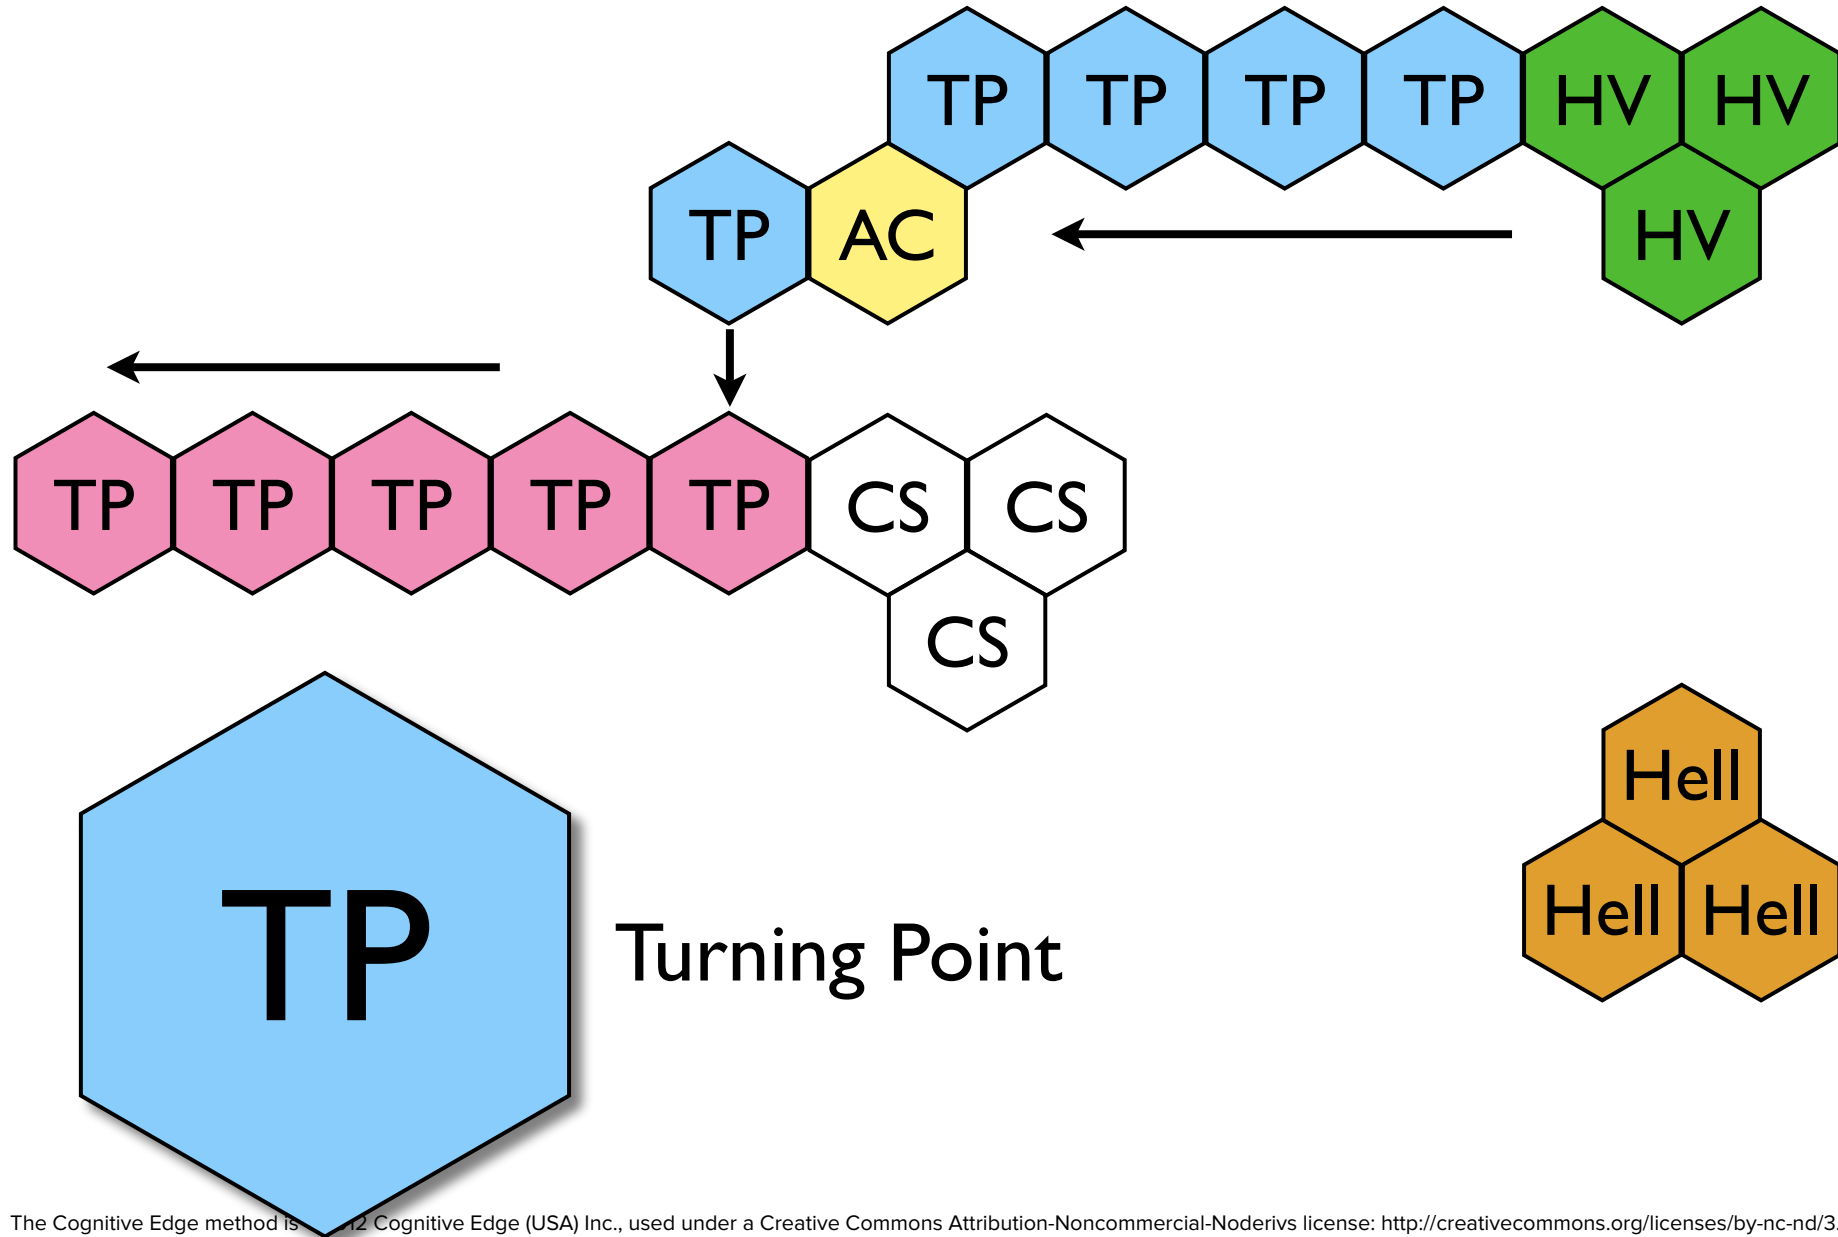 TP TP TP TP HV HV
TP AC HV
TP TP TP TP TP CS CS
CS
Hell
Hell Hell
TP
Turning Point
The Cognitive Edge method is 12 Cognitive Edge (USA) Inc., used under a Creative Commons Attribution-Noncommercial-Noderivs license: http://creativecommons.org/licenses/by-nc-nd/3.